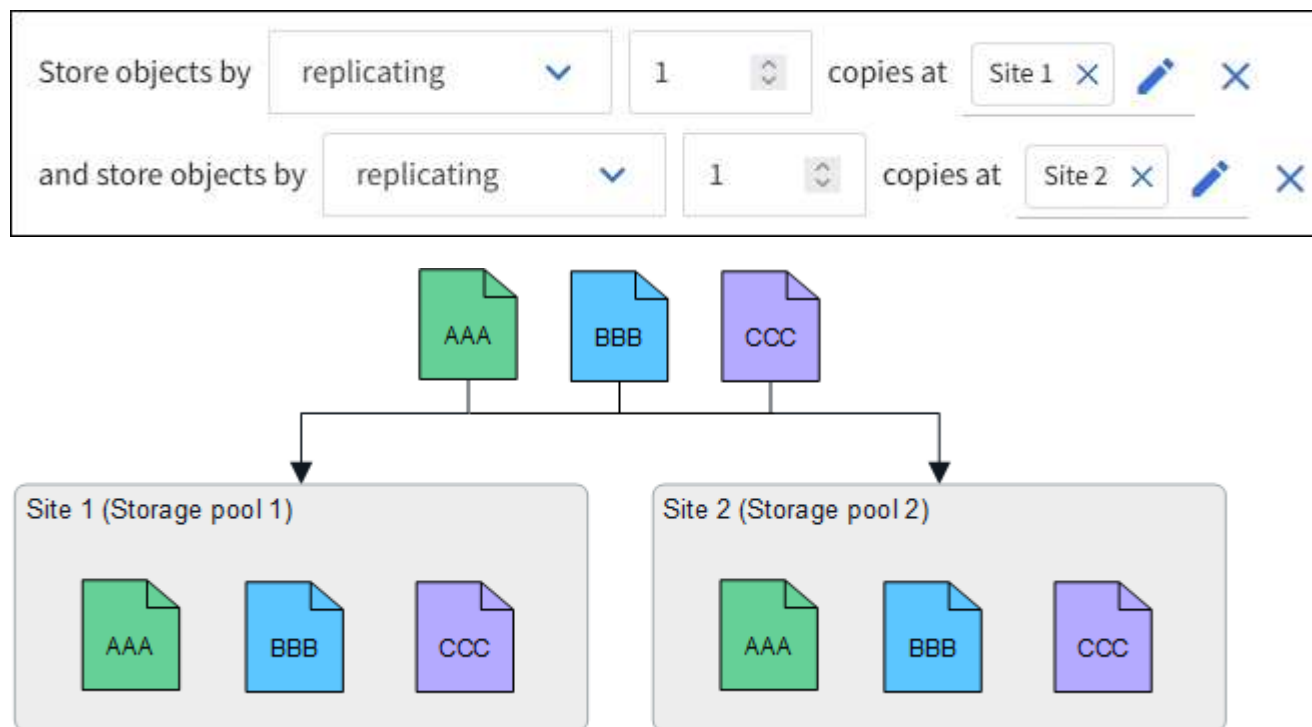 Store objects by replicating 1 copies at Site 1
and store objects by replicating 1 copies at Site 2
AAA BBB CCC
Site 1 (Storage pool 1) Site 2 (Storage pool 2)
AAA BBB CCC AAA BBB CCC